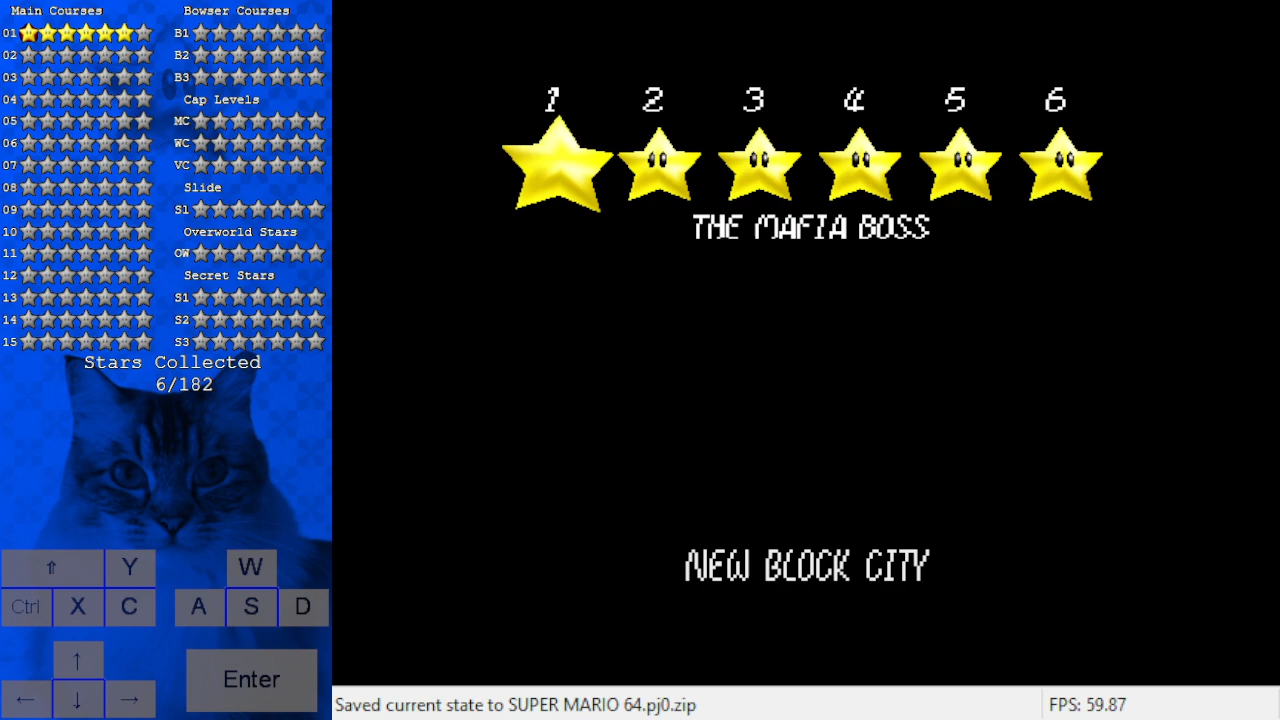 Main Courses
Bowser Courses
01
B1
02
B2
03
B3
04
Cap Levels
05
MC
06
WC
07
VC
08
Slide
09
S1
10
Overworld Stars
11
OW
12
Secret Stars
13
S1
14
S2
15
S3
Stars Collected
6/182
1 2 3 4 5 6
THE MAFIA BOSS
NEW BLOCK CITY
⇧ Y W
Ctrl X C A S D
↑
← ↓ → Enter
Saved current state to SUPER MARIO 64.pj0.zip
FPS: 59.87